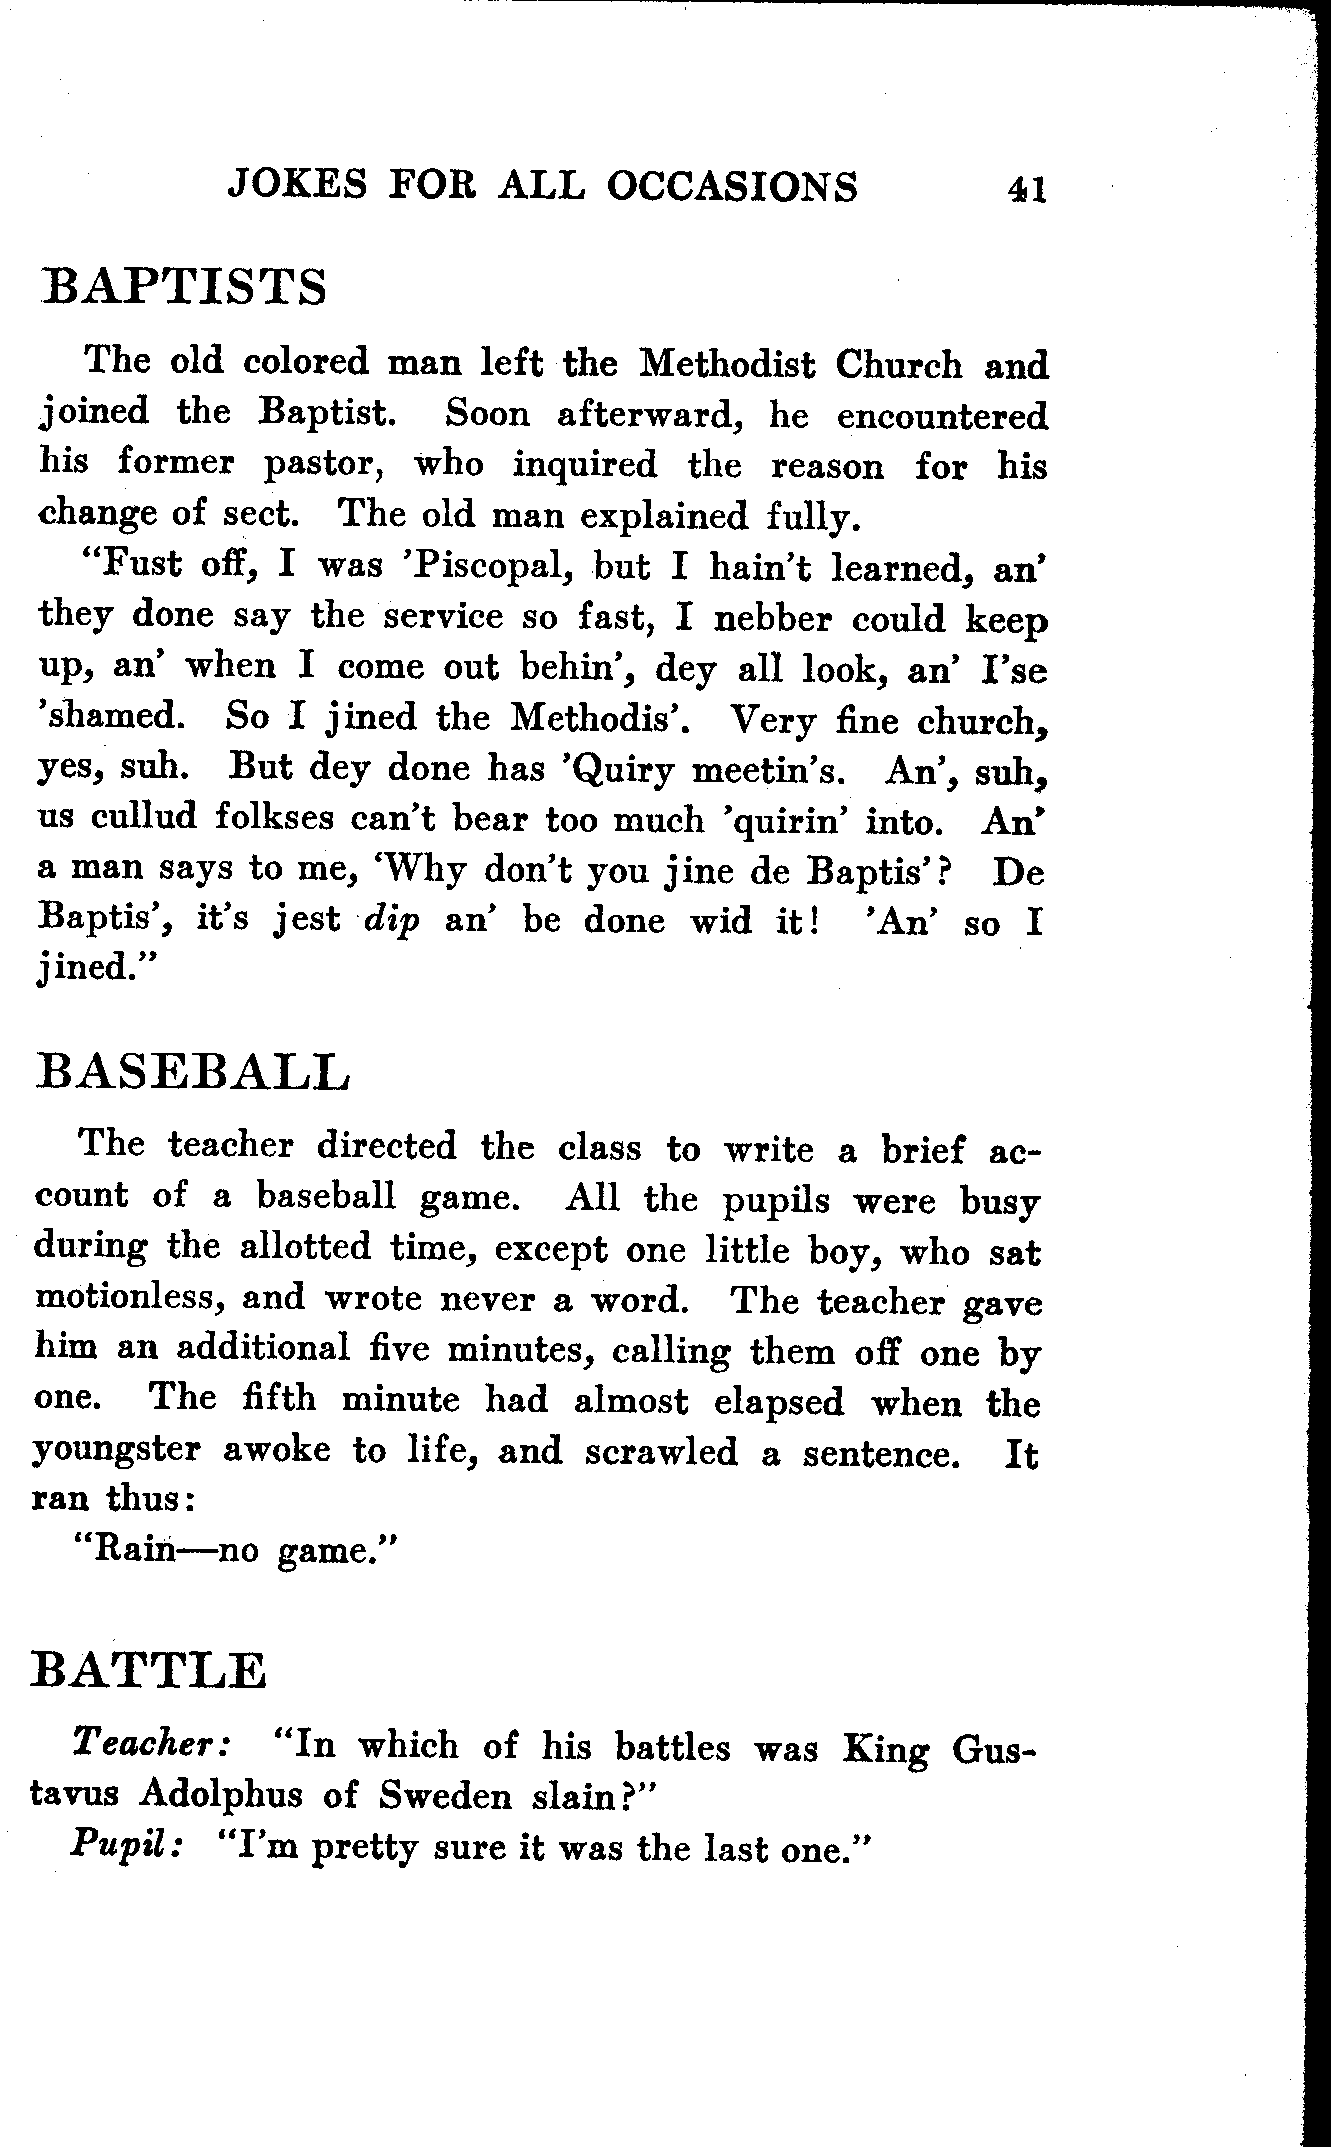 JOKES FOR ALL OCCASIONS 41
BAPTISTS
The old colored man left the Methodist Church and
joined the Baptist. Soon afterward, he encountered
his former pastor, who inquired the reason for his
change of sect. The old man explained fully.
“Fust off, I was ’Piscopal, but I hain’t learned, an’
they done say the service so fast, I nebber could keep
up, an’ when I come out behin’, dey all look, an’ I’se
’shamed. So I jined the Methodis’. Very fine church,
yes, suh. But dey done has ’Quiry meetin’s. An’, suh,
us cullud folkses can’t bear too much ’quirin’ into. An’
a man says to me, ‘Why don’t you jine de Baptis’? De
Baptis’, it’s jest dip an’ be done wid it! ’An’ so I
jined.”
BASEBALL
The teacher directed the class to write a brief ac-
count of a baseball game. All the pupils were busy
during the allotted time, except one little boy, who sat
motionless, and wrote never a word. The teacher gave
him an additional five minutes, calling them off one by
one. The fifth minute had almost elapsed when the
youngster awoke to life, and scrawled a sentence. It
ran thus:
“Rain—no game.”
BATTLE
Teacher: “In which of his battles was King Gus-
tavus Adolphus of Sweden slain?”
Pupil: “I’m pretty sure it was the last one.”